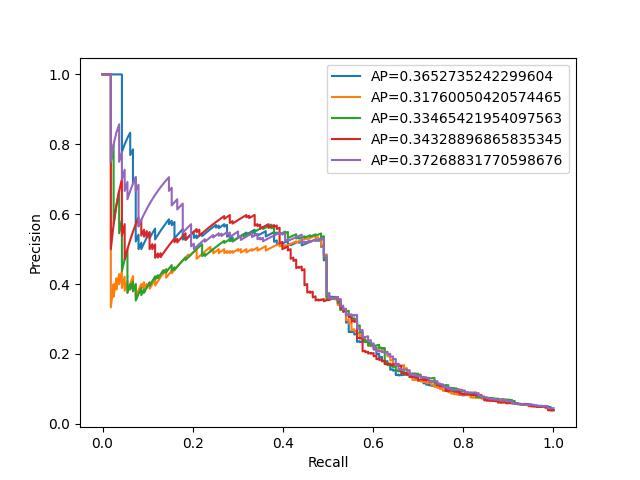 AP=0.3652735242299604
AP=0.31760050420574465
AP=0.33465421954097563
AP=0.34328896865835345
AP=0.37268831770598676
1.0
0.8
0.6
0.4
0.2
0.0
Precision
0.0 0.2 0.4 0.6 0.8 1.0
Recall